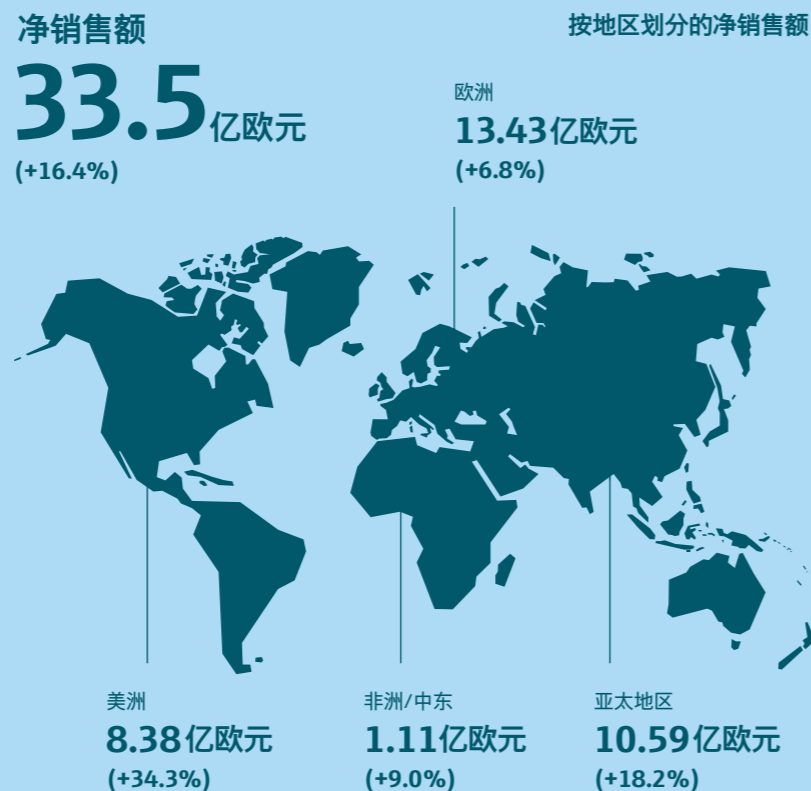 净销售额
33.5亿欧元
(+16.4%)
按地区划分的净销售额
欧洲
13.43亿欧元
(+6.8%)
美洲
8.38亿欧元
(+34.3%)
非洲/中东
1.11亿欧元
(+9.0%)
亚太地区
10.59亿欧元
(+18.2%)